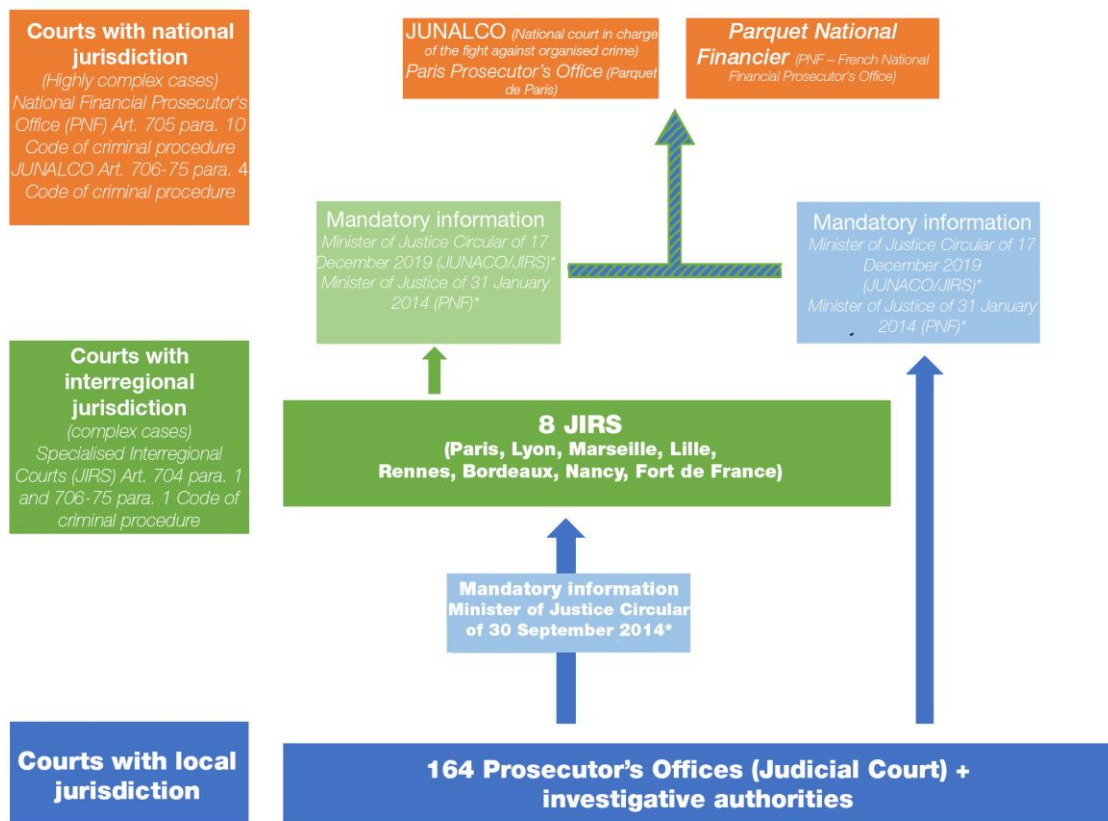 Courts with national
jurisdiction
(Highly complex cases)
National Financial Prosecutor's
Office (PNF) Art. 705 para. 10
Code of criminal procedure
JUNALCO Art. 706-75 para. 4
Code of criminal procedure
JUNALCO (National court in charge
of the fight against organised crime)
Paris Prosecutor's Office (Parquet
de Paris)
Parquet National
Financier (PNF – French National
Financial Prosecutor's Office)
Mandatory information
Minister of Justice Circular of 17
December 2019 (JUNACO/JIRS)*
Minister of Justice of 31 January
2014 (PNF)*
Mandatory information
Minister of Justice Circular of 17
December 2019
(JUNACO/JIRS)*
Minister of Justice of 31 January
2014 (PNF)*
Courts with
interregional
jurisdiction
(complex cases)
Specialised Interregional
Courts (JIRS) Art. 704 para. 1
and 706-75 para. 1 Code of
criminal procedure
8 JIRS
(Paris, Lyon, Marseille, Lille,
Rennes, Bordeaux, Nancy, Fort de France)
Mandatory information
Minister of Justice Circular
of 30 September 2014*
Courts with local
jurisdiction
164 Prosecutor's Offices (Judicial Court) +
investigative authorities